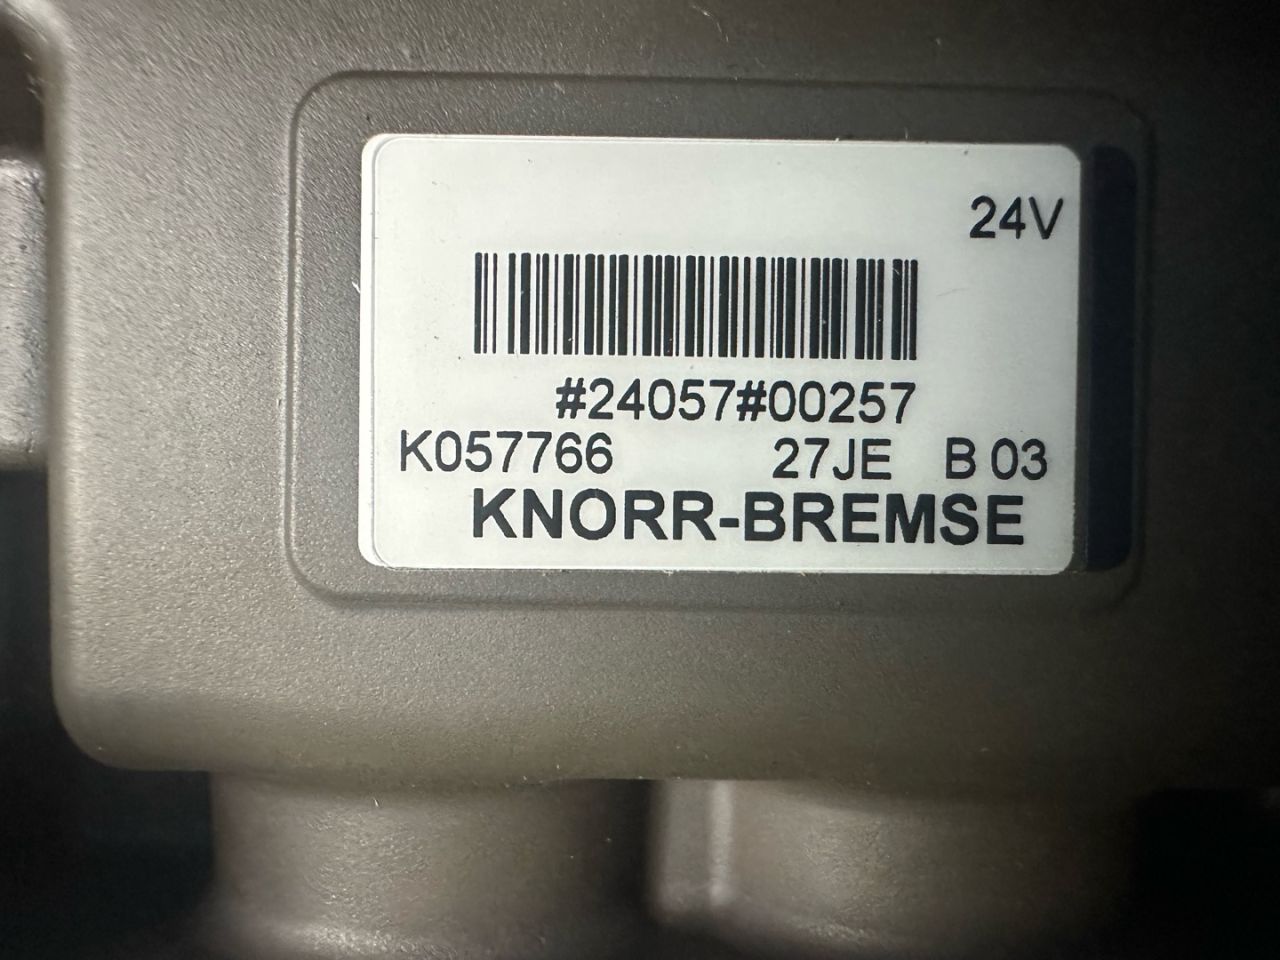 24V
#24057#00257
K057766 27JE B 03
KNORR-BREMSE